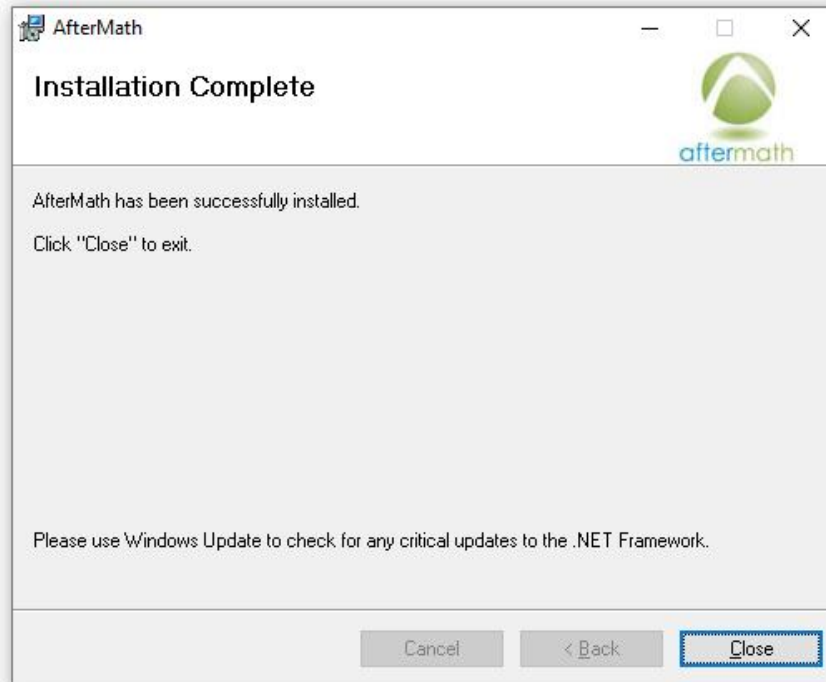 AfterMath
Installation Complete
aftermath
AfterMath has been successfully installed.
Click "Close" to exit.
Please use Windows Update to check for any critical updates to the .NET Framework.
Cancel
< Back
Close